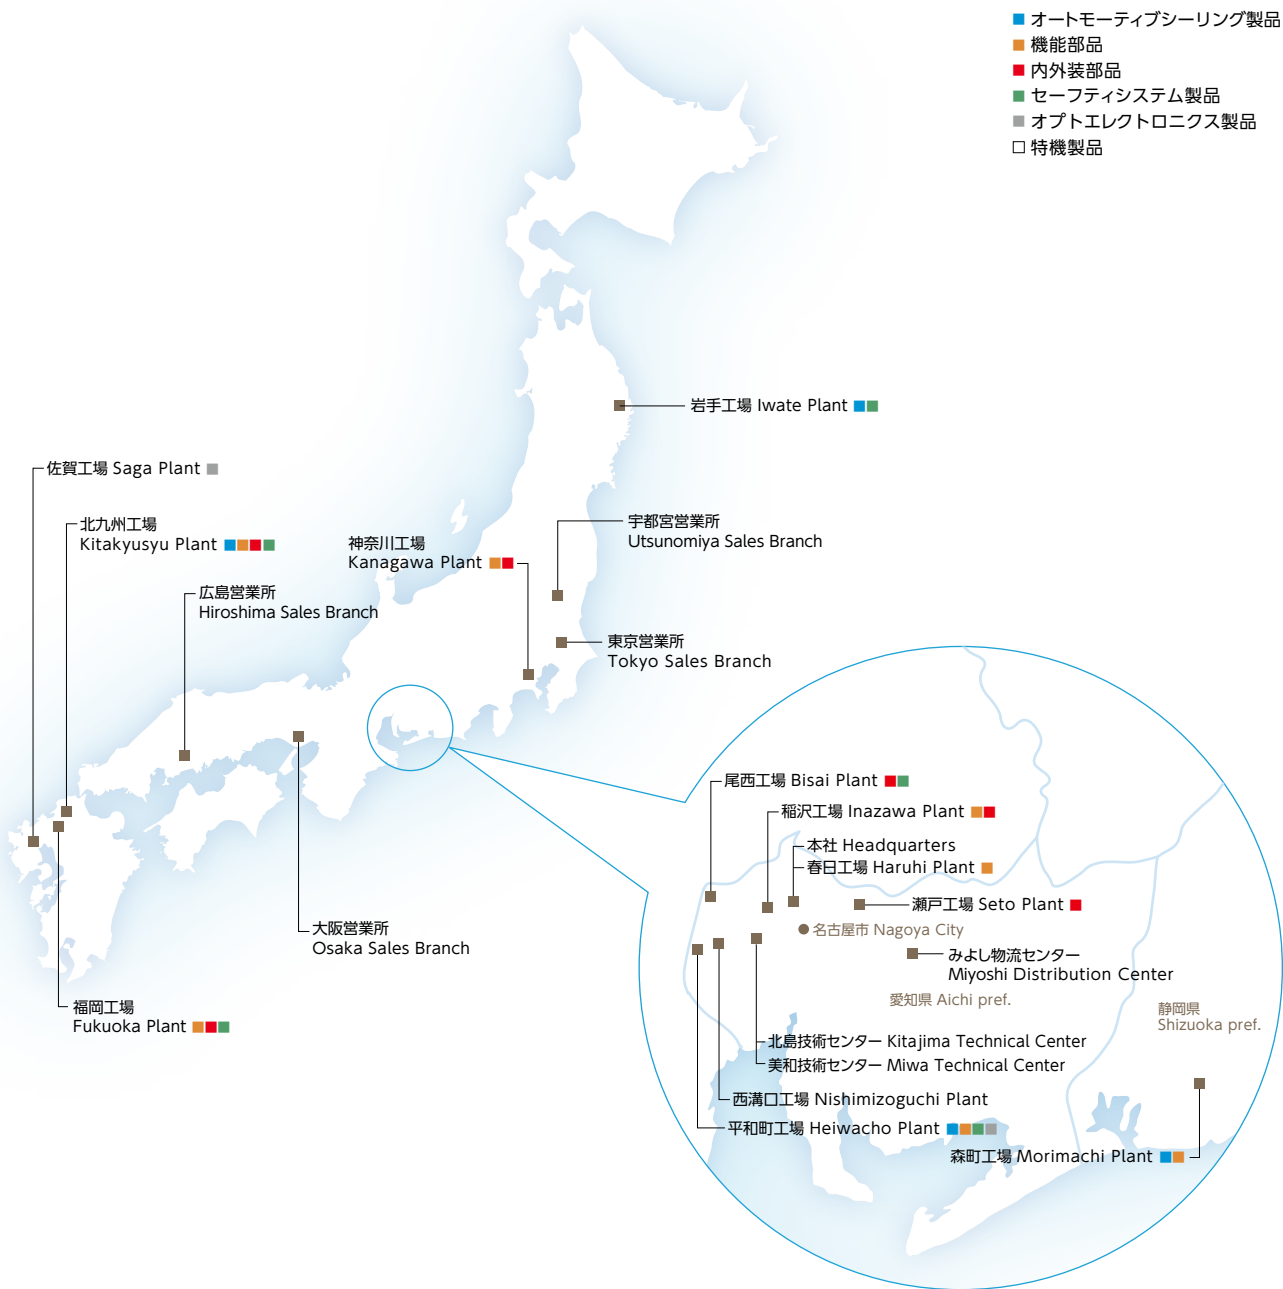 オートモーティブシーリング製品
機能部品
内外装部品
セーフティシステム製品
オプトエレクトロニクス製品
特機製品
岩手工場 Iwate Plant
佐賀工場 Saga Plant
北九州工場
Kitakyusyu Plant
神奈川工場
Kanagawa Plant
宇都宮営業所
Utsunomiya Sales Branch
広島営業所
Hiroshima Sales Branch
東京営業所
Tokyo Sales Branch
尾西工場 Bisai Plant
稲沢工場 Inazawa Plant
本社 Headquarters
春日工場 Haruhi Plant
瀬戸工場 Seto Plant
名古屋市 Nagoya City
大阪営業所
Osaka Sales Branch
みよし物流センター
Miyoshi Distribution Center
愛知県 Aichi pref.
静岡県
Shizuoka pref.
福岡工場
Fukuoka Plant
北島技術センター Kitajima Technical Center
美和技術センター Miwa Technical Center
西溝口工場 Nishimizoguchi Plant
平和町工場 Heiwacho Plant
森町工場 Morimachi Plant